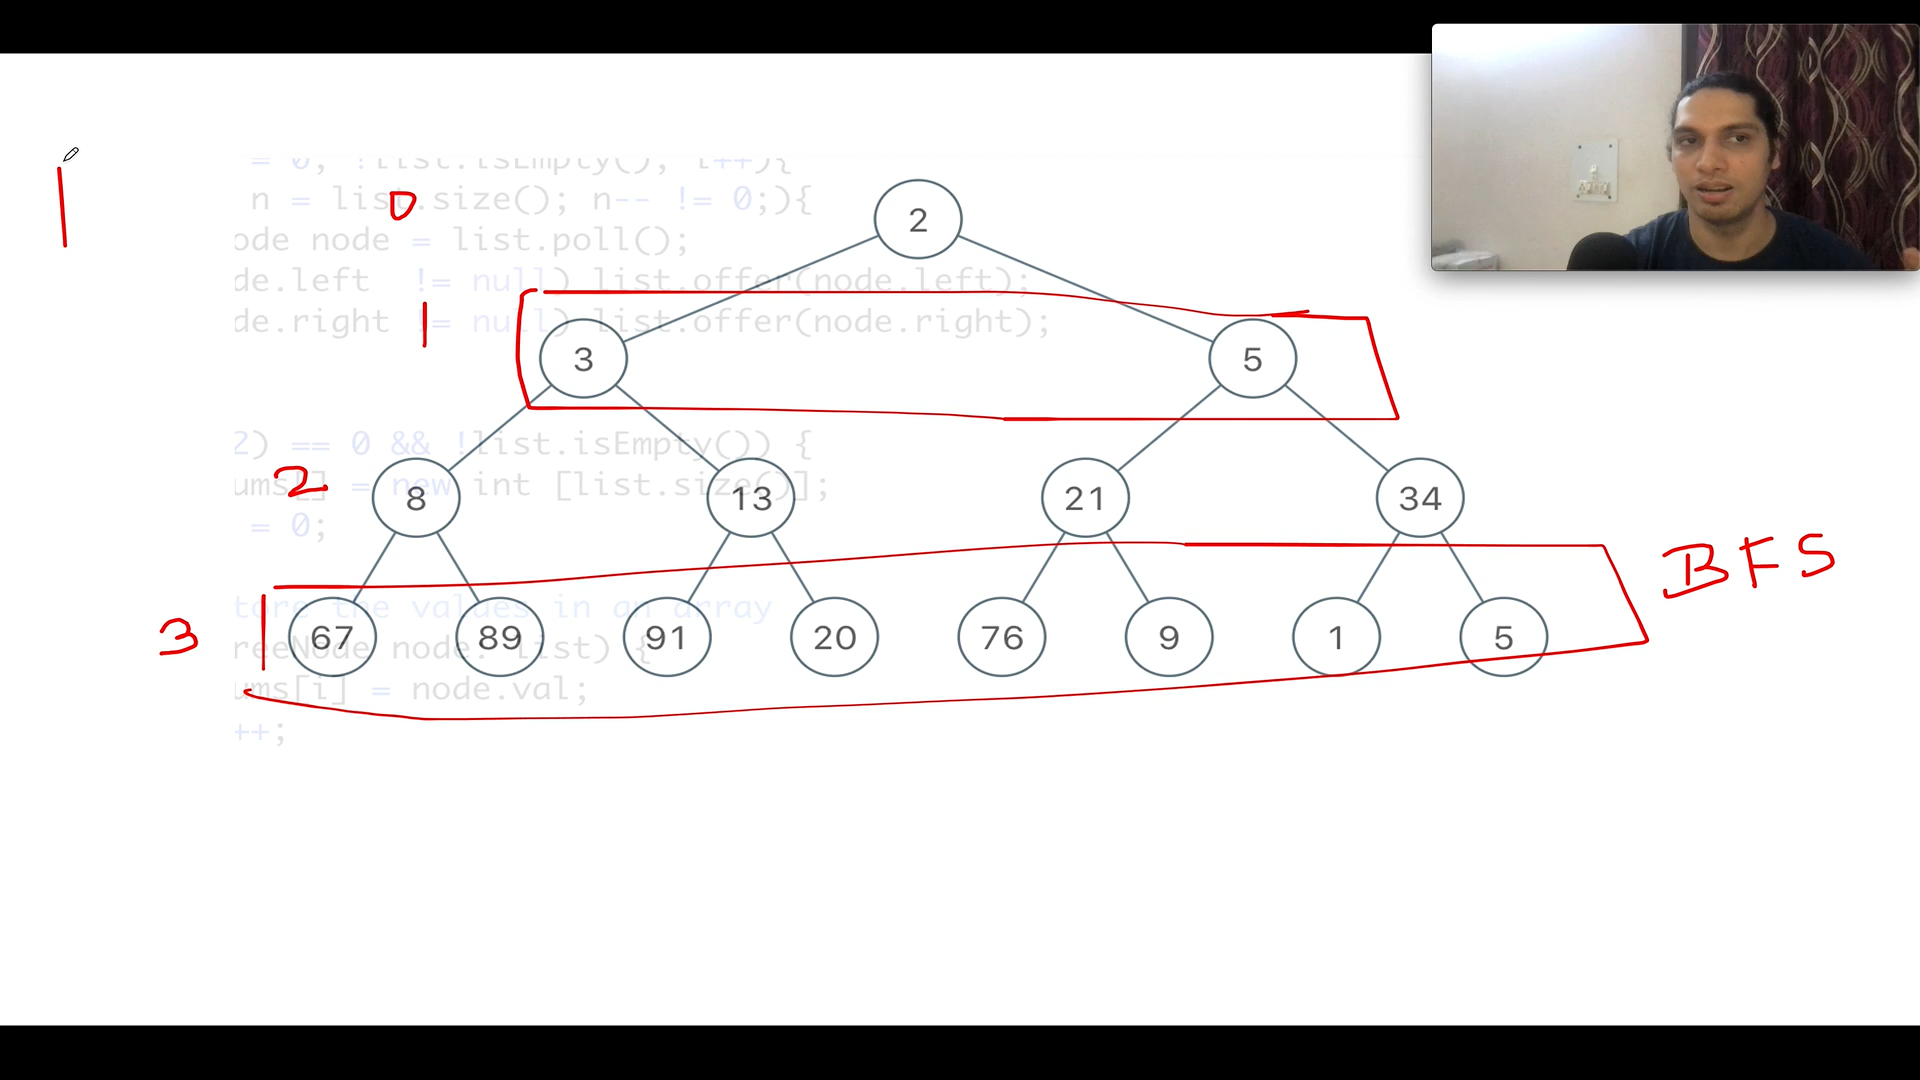 = 0; !list.isEmpty(); i++){
0
n = list.size(); n-- != 0;){
2
ode node = list.poll();
de.left != null) list.offer(node.left);
1
de.right != null) list.offer(node.right);
3
5
2) == 0 && !list.isEmpty()) {
2
ums[] = new int [list.size()];
8
13
21
34
= 0;
BFS
tore the values in an array
3
67
89
91
20
76
9
1
5
reeNode node: list) {
ums[i] = node.val;
++;